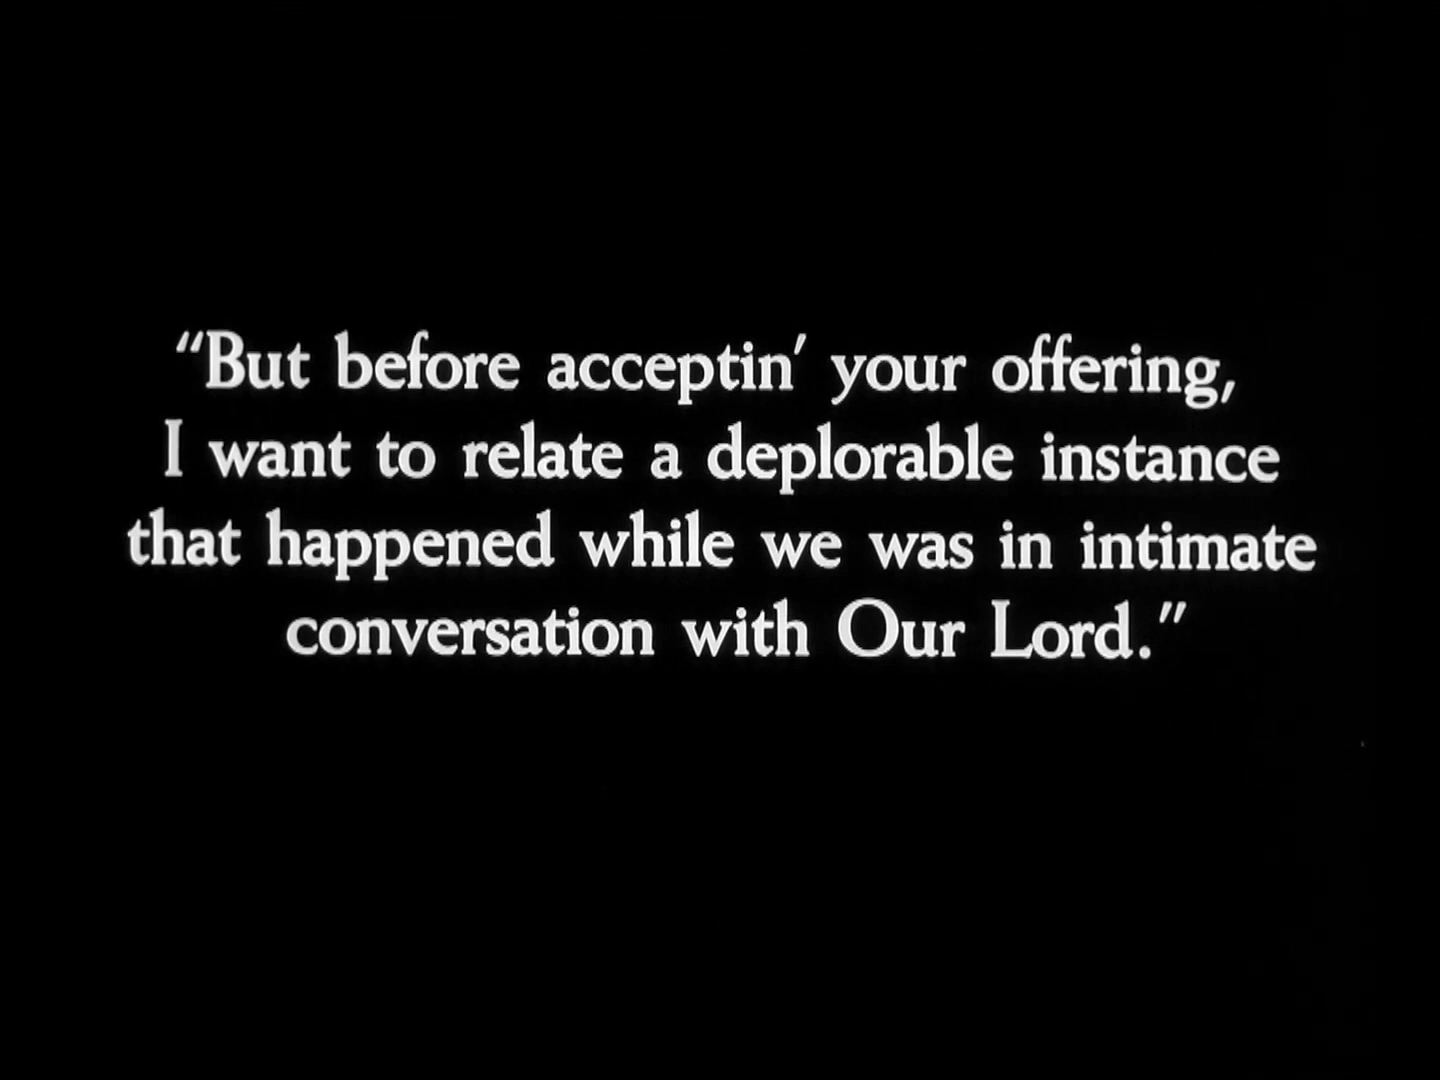 “But before acceptin’ your offering,
I want to relate a deplorable instance
that happened while we was in intimate
conversation with Our Lord.”